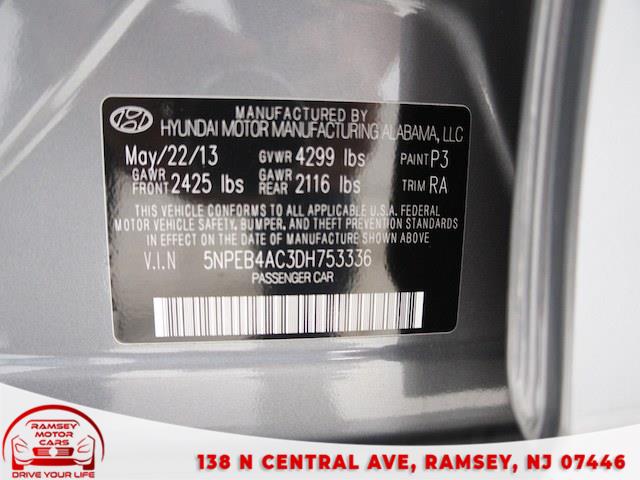 MANUFACTURED BY
HYUNDAI MOTOR MANUFACTURING ALABAMA, LLC
May/22/13 GVWR 4299 lbs PAINT P3
GAWR FRONT 2425 lbs GAWR REAR 2116 lbs TRIM RA
THIS VEHICLE CONFORMS TO ALL APPLICABLE U.S.A. FEDERAL
MOTOR VEHICLE SAFETY, BUMPER, AND THEFT PREVENTION STANDARDS
IN EFFECT ON THE DATE OF MANUFACTURE SHOWN ABOVE.
V.I.N 5NPEB4AC3DH753336
PASSENGER CAR
RAMSEY
MOTOR
CARS
DRIVE YOUR LIFE
138 N CENTRAL AVE, RAMSEY, NJ 07446